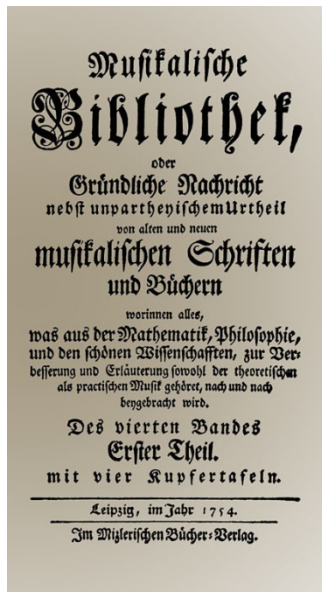 Musikalische
Bibliothek,
oder
Gründliche Nachricht
nebst unpartheyischem Urtheil
von alten und neuen
musikalischen Schriften
und Büchern
worinnen alles,
was aus der Mathematik, Philosophie,
und den schönen Wissenschafften, zur Ver-
besserung und Erläuterung sowohl der theoretischen
als practischen Musik gehöret, nach und nach
beygebracht wird.
Des vierten Bandes
Erster Theil.
mit vier Kupfertafeln.
Leipzig, im Jahr 1754.
Im Mizlerischen Bücher-Verlag.